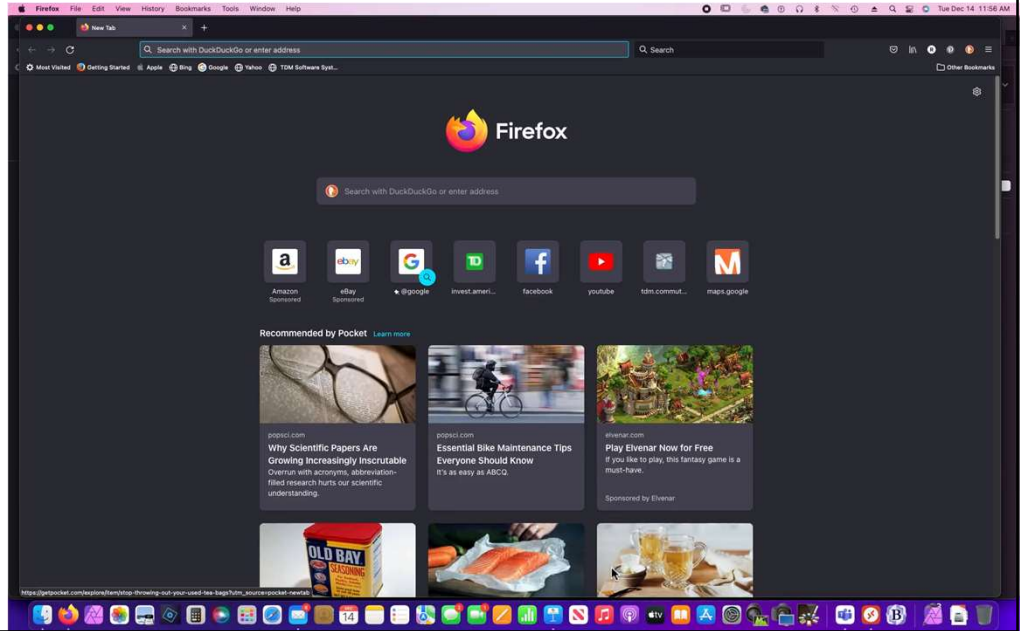 Firefox File Edit View History Bookmarks Tools Window Help
Tue Dec 14 11:56 AM
New Tab
Search with DuckDuckGo or enter address
Search
Most Visited Getting Started Apple Bing Google Yahoo TDM Software Syst...
Other Bookmarks
Firefox
Search with DuckDuckGo or enter address
a ebay G TD f M
Amazon eBay @google invest.ameri... facebook youtube tdm.commut... maps.google
Sponsored Sponsored
Recommended by Pocket Learn more
popsci.com
Why Scientific Papers Are
Growing Increasingly Inscrutable
Overrun with acronyms, abbreviation-
filled research hurts our scientific
understanding.
popsci.com
Essential Bike Maintenance Tips
Everyone Should Know
It's as easy as ABCQ.
elvenar.com
Play Elvenar Now for Free
If you like to play, this fantasy game is a
must-have.
Sponsored by Elvenar
OLD BAY
SEASONING
https://getpocket.com/explore/item/stop-throwing-out-your-used-tea-bags?utm_source=pocket-newtab
14
tv